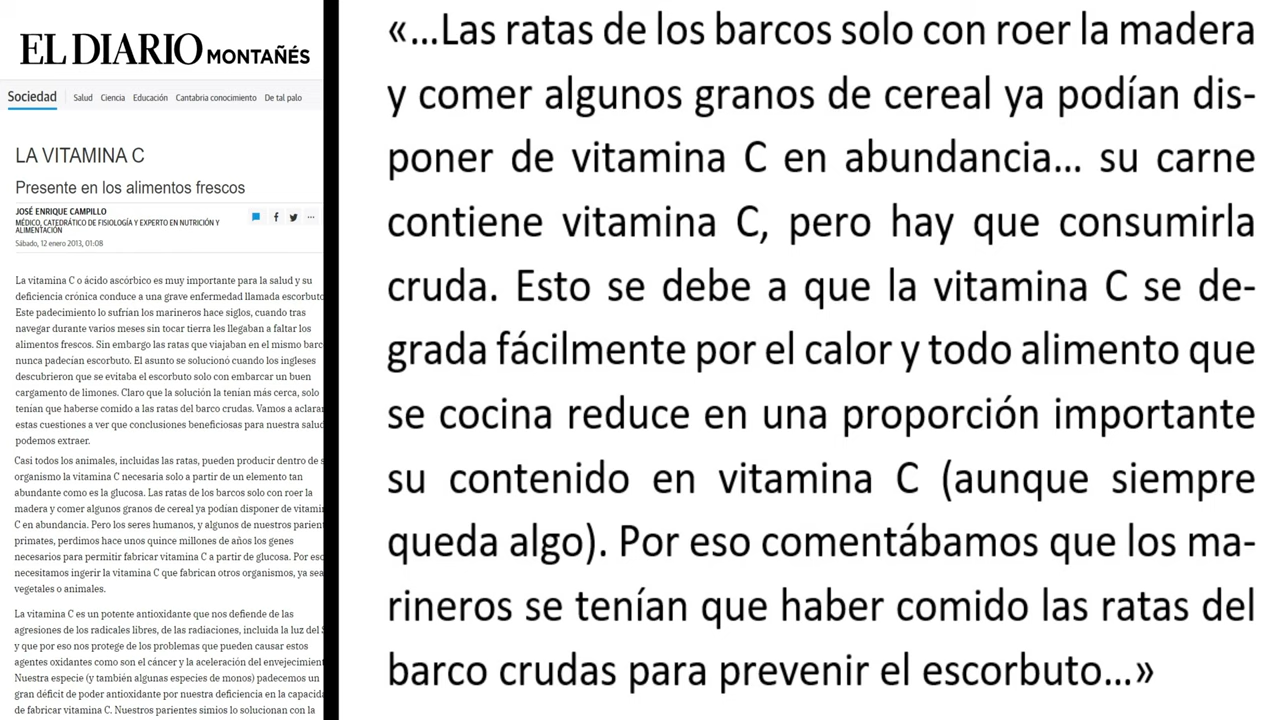 EL DIARIO MONTAÑÉS
Sociedad Salud Ciencia Educación Cantabria conocimiento De tal palo
LA VITAMINA C
Presente en los alimentos frescos
JOSÉ ENRIQUE CAMPILLO
MÉDICO, CATEDRÁTICO DE FISIOLOGÍA Y EXPERTO EN NUTRICIÓN Y
ALIMENTACIÓN
Sábado, 12 enero 2013, 01:08
La vitamina C o ácido ascórbico es muy importante para la salud y su
deficiencia crónica conduce a una grave enfermedad llamada escorbuto
Este padecimiento lo sufrían los marineros hace siglos, cuando tras
navegar durante varios meses sin tocar tierra les llegaban a faltar los
alimentos frescos. Sin embargo las ratas que viajaban en el mismo barc
nunca padecían escorbuto. El asunto se solucionó cuando los ingleses
descubrieron que se evitaba el escorbuto solo con embarcar un buen
cargamento de limones. Claro que la solución la tenían más cerca, solo
tenían que haberse comido a las ratas del barco crudas. Vamos a aclara
estas cuestiones a ver que conclusiones beneficiosas para nuestra salud
podemos extraer.
Casi todos los animales, incluidas las ratas, pueden producir dentro de s
organismo la vitamina C necesaria solo a partir de un elemento tan
abundante como es la glucosa. Las ratas de los barcos solo con roer la
madera y comer algunos granos de cereal ya podían disponer de vitamin
C en abundancia. Pero los seres humanos, y algunos de nuestros parient
primates, perdimos hace unos quince millones de años los genes
necesarios para permitir fabricar vitamina C a partir de glucosa. Por eso
necesitamos ingerir la vitamina C que fabrican otros organismos, ya sea
vegetales o animales.
La vitamina C es un potente antioxidante que nos defiende de las
agresiones de los radicales libres, de las radiaciones, incluida la luz del S
y que por eso nos protege de los problemas que pueden causar estos
agentes oxidantes como son el cáncer y la aceleración del envejecimient
Nuestra especie (y también algunas especies de monos) padecemos un
gran déficit de poder antioxidante por nuestra deficiencia en la capacida
de fabricar vitamina C. Nuestros parientes simios lo solucionan con la
«...Las ratas de los barcos solo con roer la madera
y comer algunos granos de cereal ya podían dis-
poner de vitamina C en abundancia... su carne
contiene vitamina C, pero hay que consumirla
cruda. Esto se debe a que la vitamina C se de-
grada fácilmente por el calor y todo alimento que
se cocina reduce en una proporción importante
su contenido en vitamina C (aunque siempre
queda algo). Por eso comentábamos que los ma-
rineros se tenían que haber comido las ratas del
barco crudas para prevenir el escorbuto...»